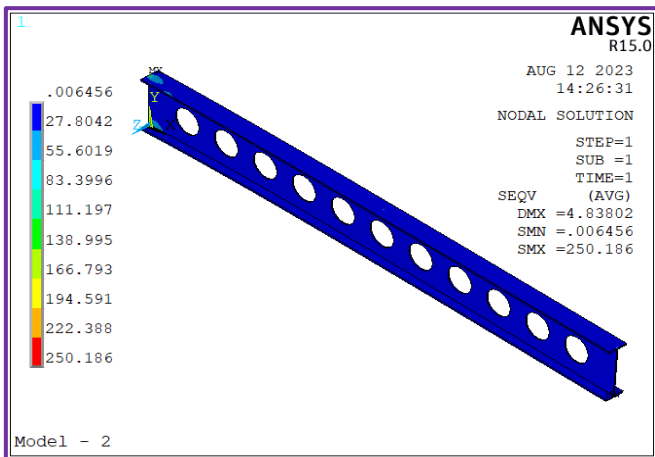 1
ANSYS
R15.0
AUG 12 2023
14:26:31
NODAL SOLUTION
STEP=1
SUB =1
TIME=1
SEQV (AVG)
DMX =4.83802
SMN =.006456
SMX =250.186
.006456
27.8042
55.6019
83.3996
111.197
138.995
166.793
194.591
222.388
250.186
MX
Y
Z
X
Model - 2